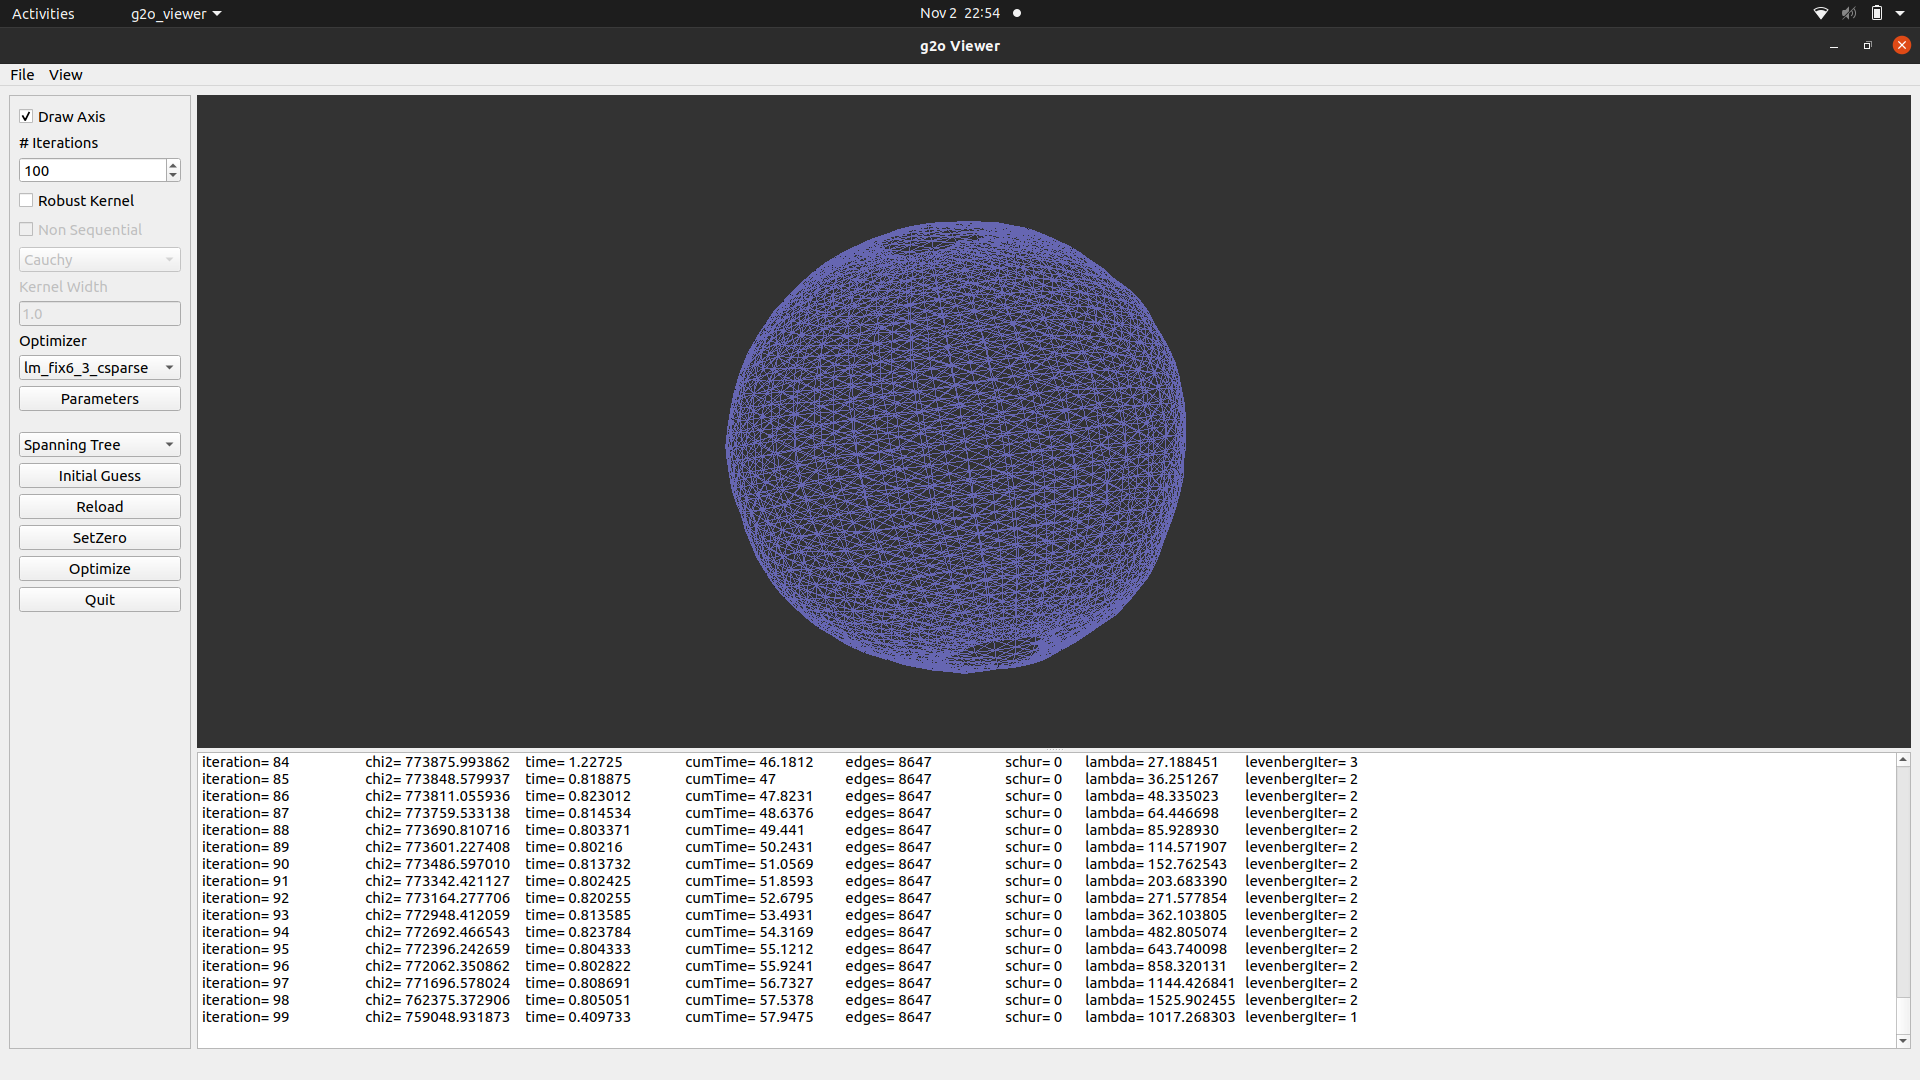 Activities g2o_viewer Nov 2 22:54
g2o Viewer
File View
Draw Axis
# Iterations
100
Robust Kernel
Non Sequential
Cauchy
Kernel Width
1.0
Optimizer
lm_fix6_3_csparse
Parameters
Spanning Tree
Initial Guess
Reload
SetZero
Optimize
Quit
iteration= 84 chi2= 773875.993862 time= 1.22725 cumTime= 46.1812 edges= 8647 schur= 0 lambda= 27.188451 levenbergIter= 3
iteration= 85 chi2= 773848.579937 time= 0.818875 cumTime= 47 edges= 8647 schur= 0 lambda= 36.251267 levenbergIter= 2
iteration= 86 chi2= 773811.055936 time= 0.823012 cumTime= 47.8231 edges= 8647 schur= 0 lambda= 48.335023 levenbergIter= 2
iteration= 87 chi2= 773759.533138 time= 0.814534 cumTime= 48.6376 edges= 8647 schur= 0 lambda= 64.446698 levenbergIter= 2
iteration= 88 chi2= 773690.810716 time= 0.803371 cumTime= 49.441 edges= 8647 schur= 0 lambda= 85.928930 levenbergIter= 2
iteration= 89 chi2= 773601.227408 time= 0.80216 cumTime= 50.2431 edges= 8647 schur= 0 lambda= 114.571907 levenbergIter= 2
iteration= 90 chi2= 773486.597010 time= 0.813732 cumTime= 51.0569 edges= 8647 schur= 0 lambda= 152.762543 levenbergIter= 2
iteration= 91 chi2= 773342.421127 time= 0.802425 cumTime= 51.8593 edges= 8647 schur= 0 lambda= 203.683390 levenbergIter= 2
iteration= 92 chi2= 773164.277706 time= 0.820255 cumTime= 52.6795 edges= 8647 schur= 0 lambda= 271.577854 levenbergIter= 2
iteration= 93 chi2= 772948.412059 time= 0.813585 cumTime= 53.4931 edges= 8647 schur= 0 lambda= 362.103805 levenbergIter= 2
iteration= 94 chi2= 772692.466543 time= 0.823784 cumTime= 54.3169 edges= 8647 schur= 0 lambda= 482.805074 levenbergIter= 2
iteration= 95 chi2= 772396.242659 time= 0.804333 cumTime= 55.1212 edges= 8647 schur= 0 lambda= 643.740098 levenbergIter= 2
iteration= 96 chi2= 772062.350862 time= 0.802822 cumTime= 55.9241 edges= 8647 schur= 0 lambda= 858.320131 levenbergIter= 2
iteration= 97 chi2= 771696.578024 time= 0.808691 cumTime= 56.7327 edges= 8647 schur= 0 lambda= 1144.426841 levenbergIter= 2
iteration= 98 chi2= 762375.372906 time= 0.805051 cumTime= 57.5378 edges= 8647 schur= 0 lambda= 1525.902455 levenbergIter= 2
iteration= 99 chi2= 759048.931873 time= 0.409733 cumTime= 57.9475 edges= 8647 schur= 0 lambda= 1017.268303 levenbergIter= 1